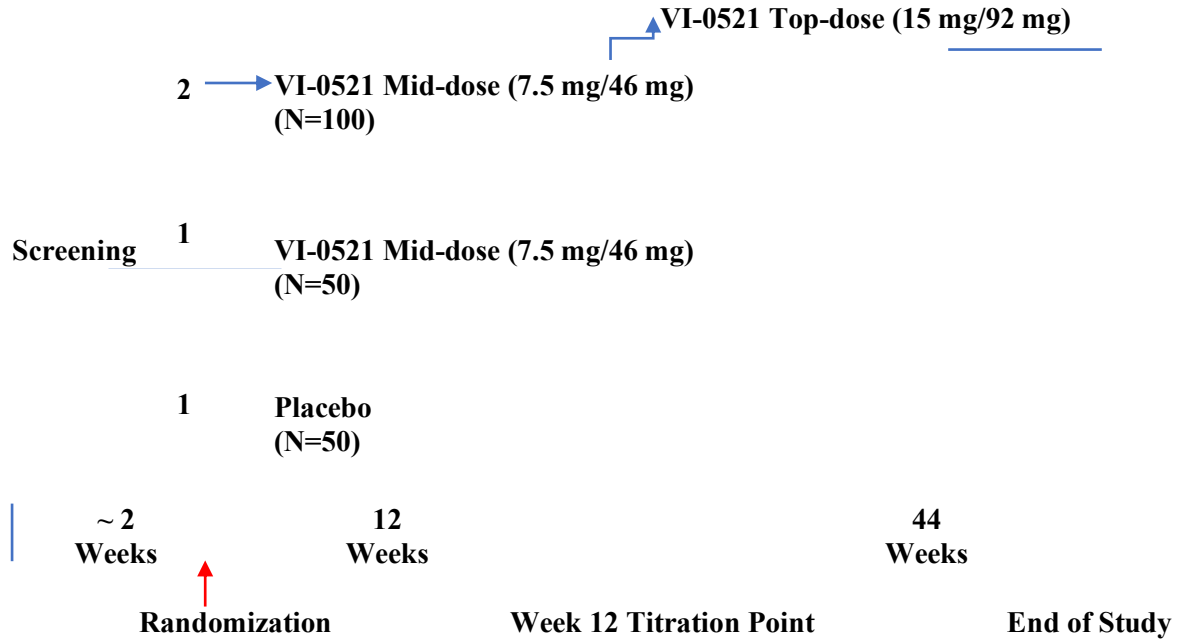 VI-0521 Top-dose (15 mg/92 mg)
2 VI-0521 Mid-dose (7.5 mg/46 mg)
(N=100)
Screening 1 VI-0521 Mid-dose (7.5 mg/46 mg)
(N=50)
1 Placebo
(N=50)
~ 2 12 44
Weeks Weeks Weeks
Randomization Week 12 Titration Point End of Study